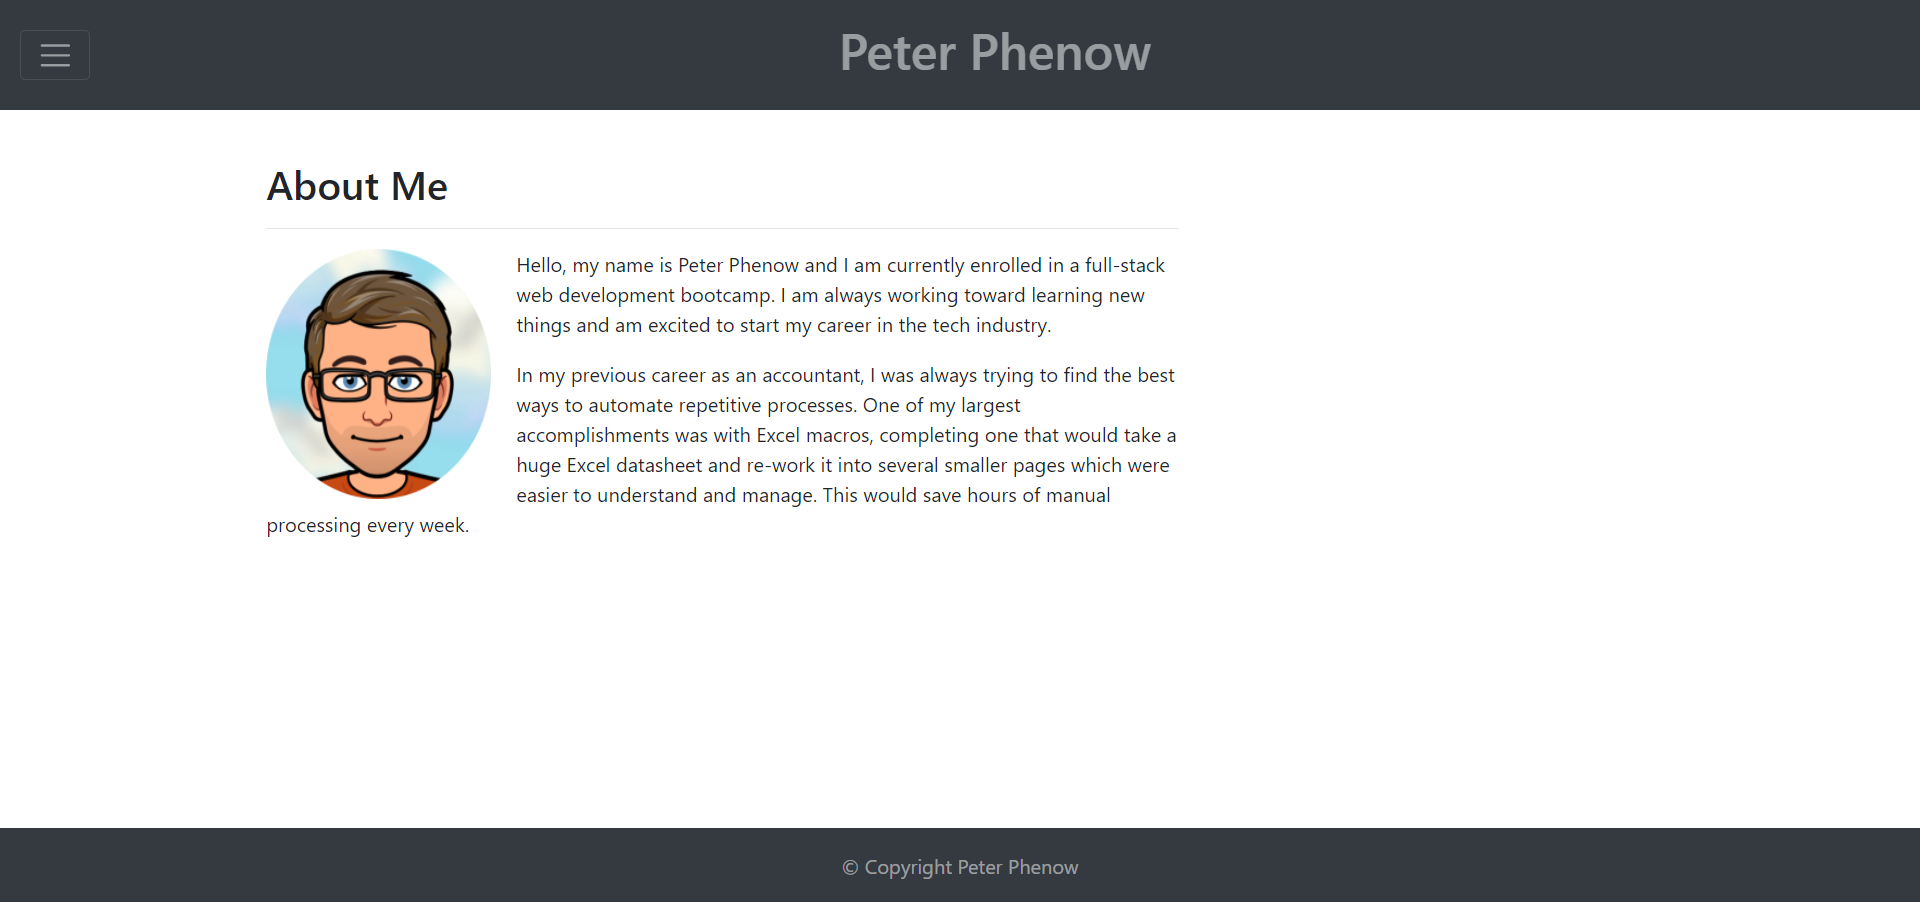 Peter Phenow
About Me
Hello, my name is Peter Phenow and I am currently enrolled in a full-stack
web development bootcamp. I am always working toward learning new
things and am excited to start my career in the tech industry.
In my previous career as an accountant, I was always trying to find the best
ways to automate repetitive processes. One of my largest
accomplishments was with Excel macros, completing one that would take a
huge Excel datasheet and re-work it into several smaller pages which were
easier to understand and manage. This would save hours of manual
processing every week.
© Copyright Peter Phenow